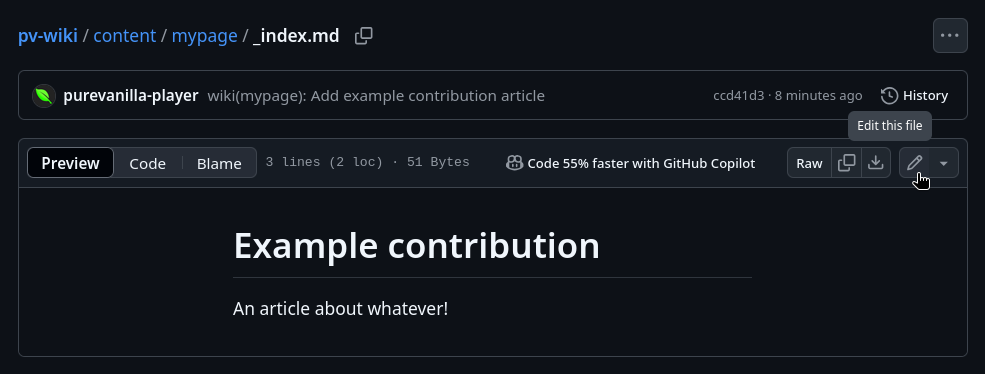 pv-wiki / content / mypage / _index.md
purevanilla-player wiki(mypage): Add example contribution article ccd41d3 · 8 minutes ago History
Edit this file
Preview Code Blame 3 lines (2 loc) · 51 Bytes Code 55% faster with GitHub Copilot Raw
Example contribution
An article about whatever!